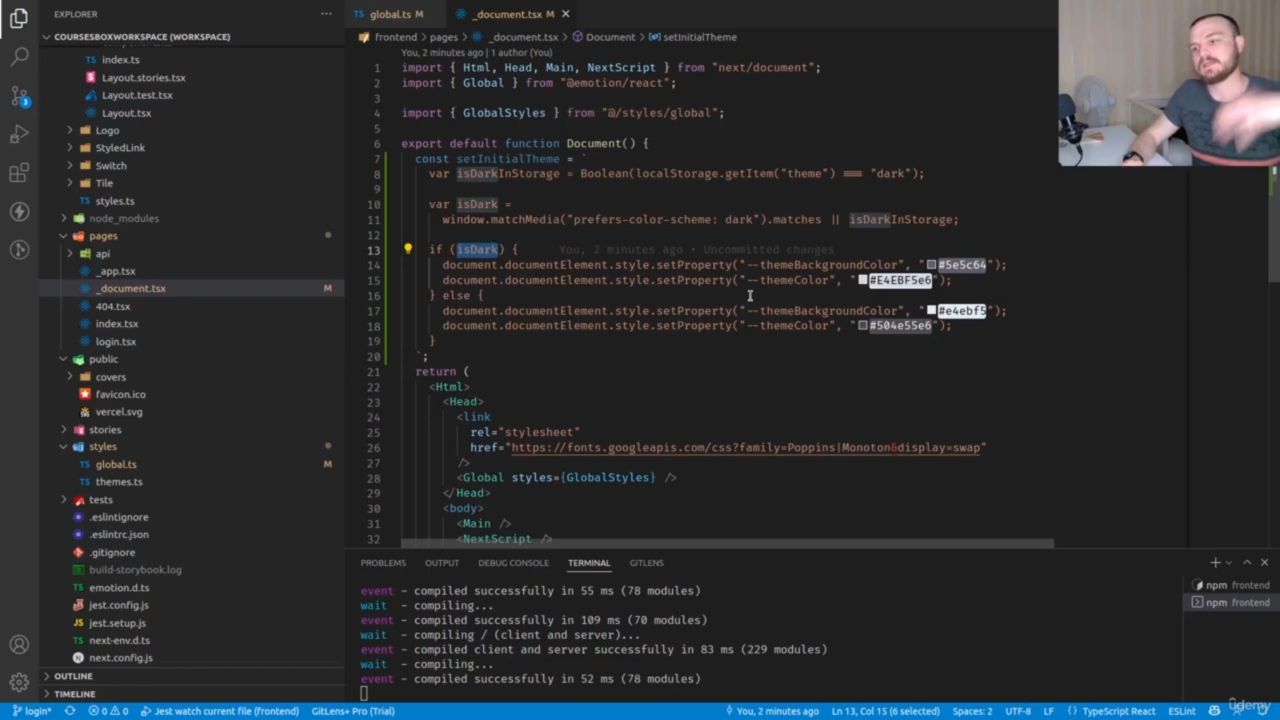 EXPLORER
COURSESBOXWORKSPACE (WORKSPACE)
index.ts
Layout.stories.tsx
Layout.test.tsx
Layout.tsx
Logo
StyledLink
Switch
Tile
styles.ts
node_modules
pages
api
_app.tsx
_document.tsx M
404.tsx
index.tsx
login.tsx
public
covers
favicon.ico
vercel.svg
stories
styles
global.ts M
themes.ts
tests
.eslintignore
.eslintrc.json
.gitignore
build-storybook.log
emotion.d.ts
jest.config.js
jest.setup.js
next-env.d.ts
next.config.js
OUTLINE
TIMELINE
3
global.ts M
_document.tsx M
frontend > pages > _document.tsx > Document > setInitialTheme
You, 2 minutes ago | 1 author (You)
1 import { Html, Head, Main, NextScript } from "next/document";
2 import { Global } from "@emotion/react";
3
4 import { GlobalStyles } from "@/styles/global";
5
6 export default function Document() {
7 const setInitialTheme = `
8 var isDarkInStorage = Boolean(localStorage.getItem("theme") === "dark");
9
10 var isDark =
11 window.matchMedia("prefers-color-scheme: dark").matches || isDarkInStorage;
12
13 if (isDark) { You, 2 minutes ago • Uncommitted changes
14 document.documentElement.style.setProperty("--themeBackgroundColor", "#5e5c64");
15 document.documentElement.style.setProperty("--themeColor", "#E4EBF5e6");
16 } else {
17 document.documentElement.style.setProperty("--themeBackgroundColor", "#e4ebf5");
18 document.documentElement.style.setProperty("--themeColor", "#504e55e6");
19 }
20 `;
21 return (
22 <Html>
23 <Head>
24 <link
25 rel="stylesheet"
26 href="https://fonts.googleapis.com/css?family=Poppins|Monoton&display=swap"
27 />
28 <Global styles={GlobalStyles} />
29 </Head>
30 <body>
31 <Main />
32 <NextScript />
PROBLEMS OUTPUT DEBUG CONSOLE TERMINAL GITLENS
event - compiled successfully in 55 ms (78 modules)
wait - compiling...
event - compiled successfully in 109 ms (70 modules)
wait - compiling / (client and server)...
event - compiled client and server successfully in 83 ms (229 modules)
wait - compiling...
event - compiled successfully in 52 ms (78 modules)
npm frontend
npm frontend
login* 0 0 Jest watch current file (frontend) GitLens+ Pro (Trial) You, 2 minutes ago Ln 13, Col 15 (6 selected) Spaces: 2 UTF-8 LF { } TypeScript React ESLint
udemy